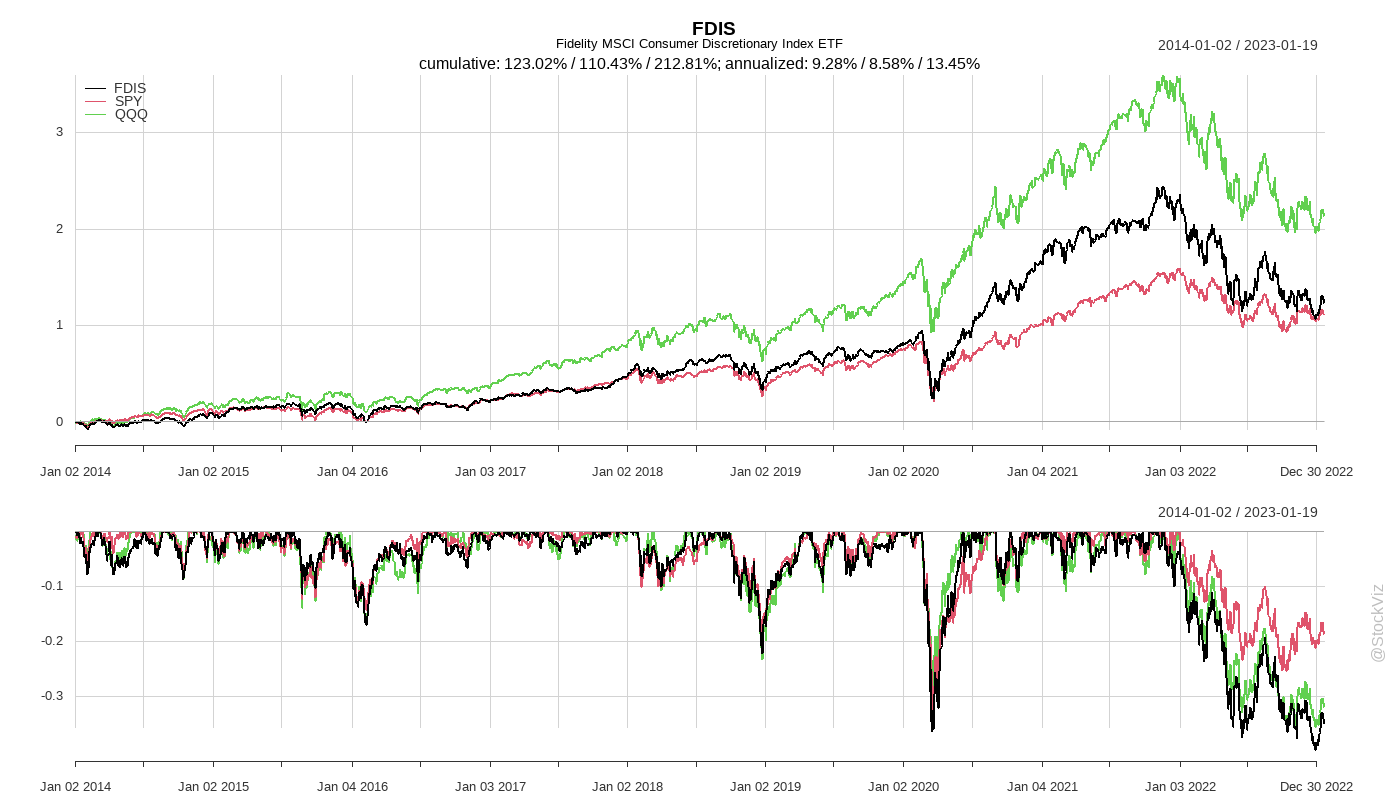 FDIS
Fidelity MSCI Consumer Discretionary Index ETF
2014-01-02 / 2023-01-19
cumulative: 123.02% / 110.43% / 212.81%; annualized: 9.28% / 8.58% / 13.45%
FDIS
SPY
QQQ
3
2
1
0
Jan 02 2014 Jan 02 2015 Jan 04 2016 Jan 03 2017 Jan 02 2018 Jan 02 2019 Jan 02 2020 Jan 04 2021 Jan 03 2022 Dec 30 2022
2014-01-02 / 2023-01-19
-0.1
-0.2
-0.3
Jan 02 2014 Jan 02 2015 Jan 04 2016 Jan 03 2017 Jan 02 2018 Jan 02 2019 Jan 02 2020 Jan 04 2021 Jan 03 2022 Dec 30 2022
@StockViz